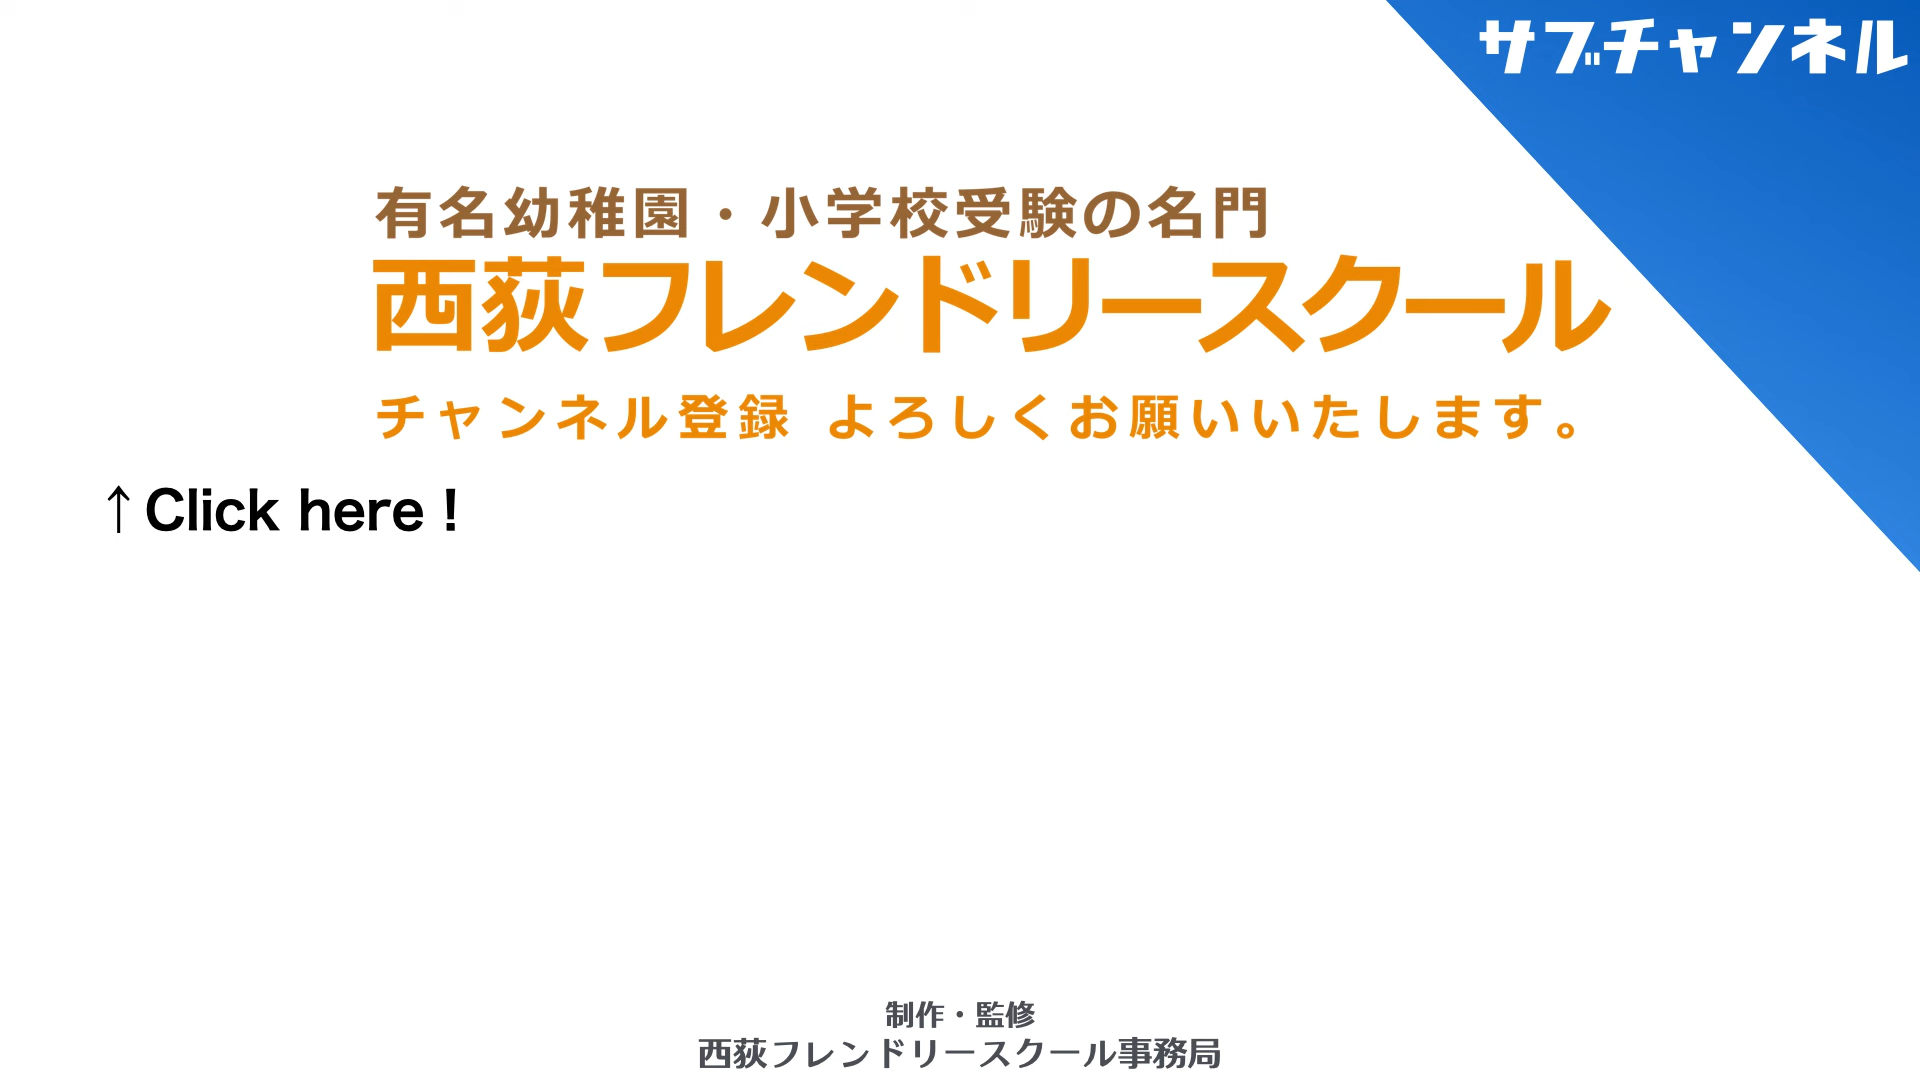 サブチャンネル
有名幼稚園・小学校受験の名門
西荻フレンドリースクール
チャンネル登録 よろしくお願いいたします。
↑Click here !
制作・監修
西荻フレンドリースクール事務局